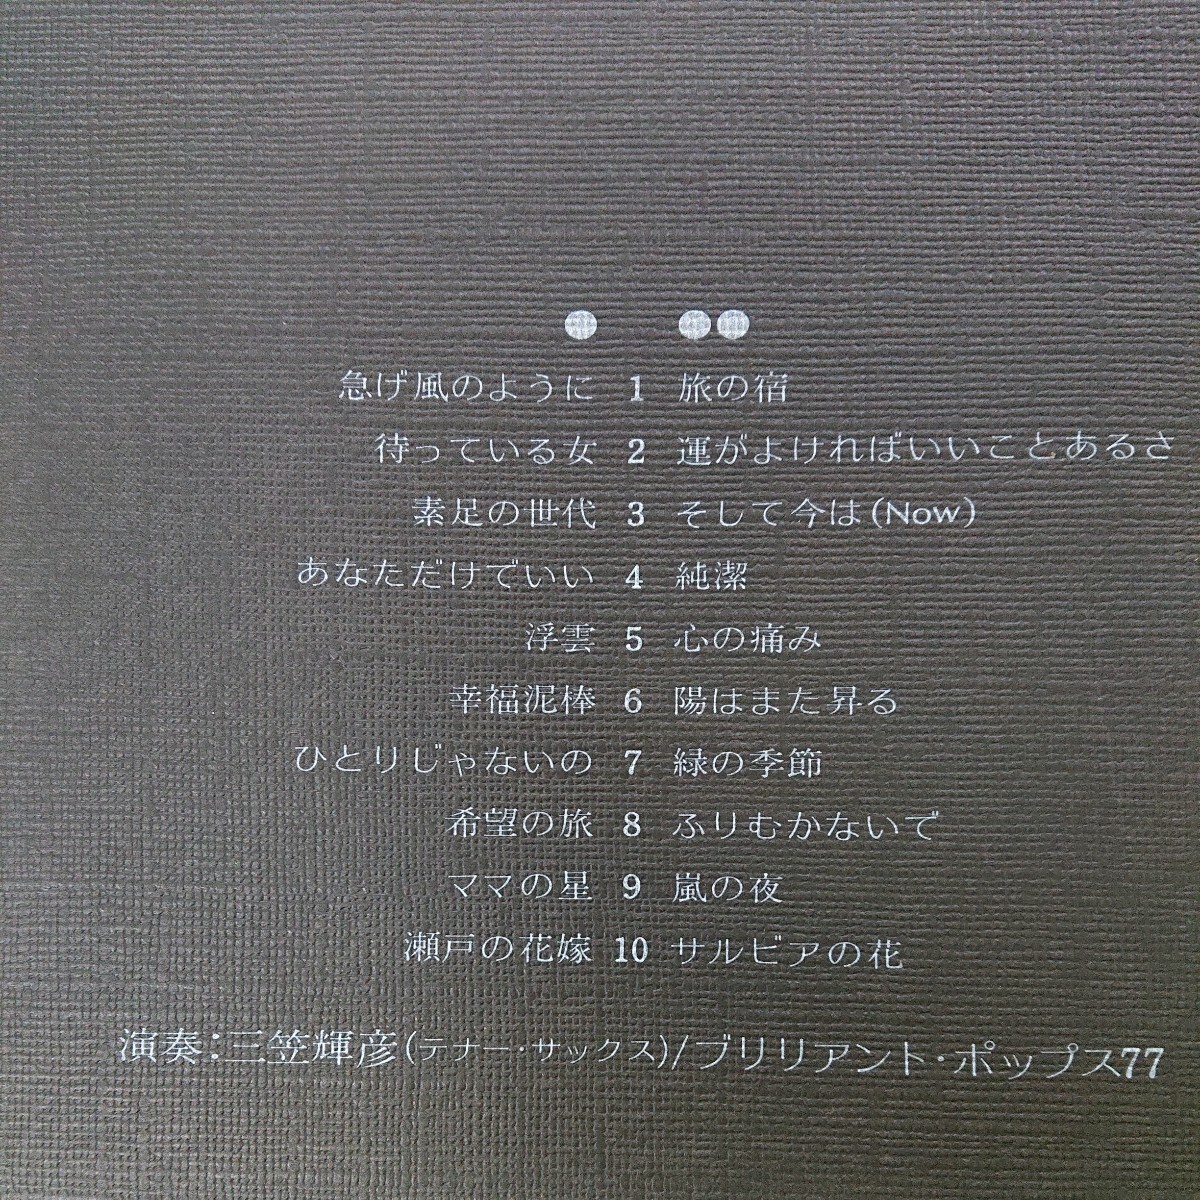 急げ風のように 1 旅の宿
待っている女 2 運がよければいいことあるさ
素足の世代 3 そして今は(Now)
あなただけでいい 4 純潔
浮雲 5 心の痛み
幸福泥棒 6 陽はまた昇る
ひとりじゃないの 7 緑の季節
希望の旅 8 ふりむかないで
ママの星 9 嵐の夜
瀬戸の花嫁 10 サルビアの花
演奏:三笠輝彦(テナー・サックス)/ブリリアント・ポップス77